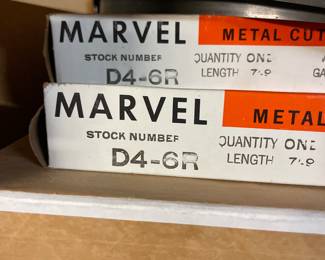 MARVEL METAL CUT
STOCK NUMBER QUANTITY ONE
D4-6R LENGTH
MARVEL METAL
STOCK NUMBER QUANTITY ONE
D4-6R LENGTH